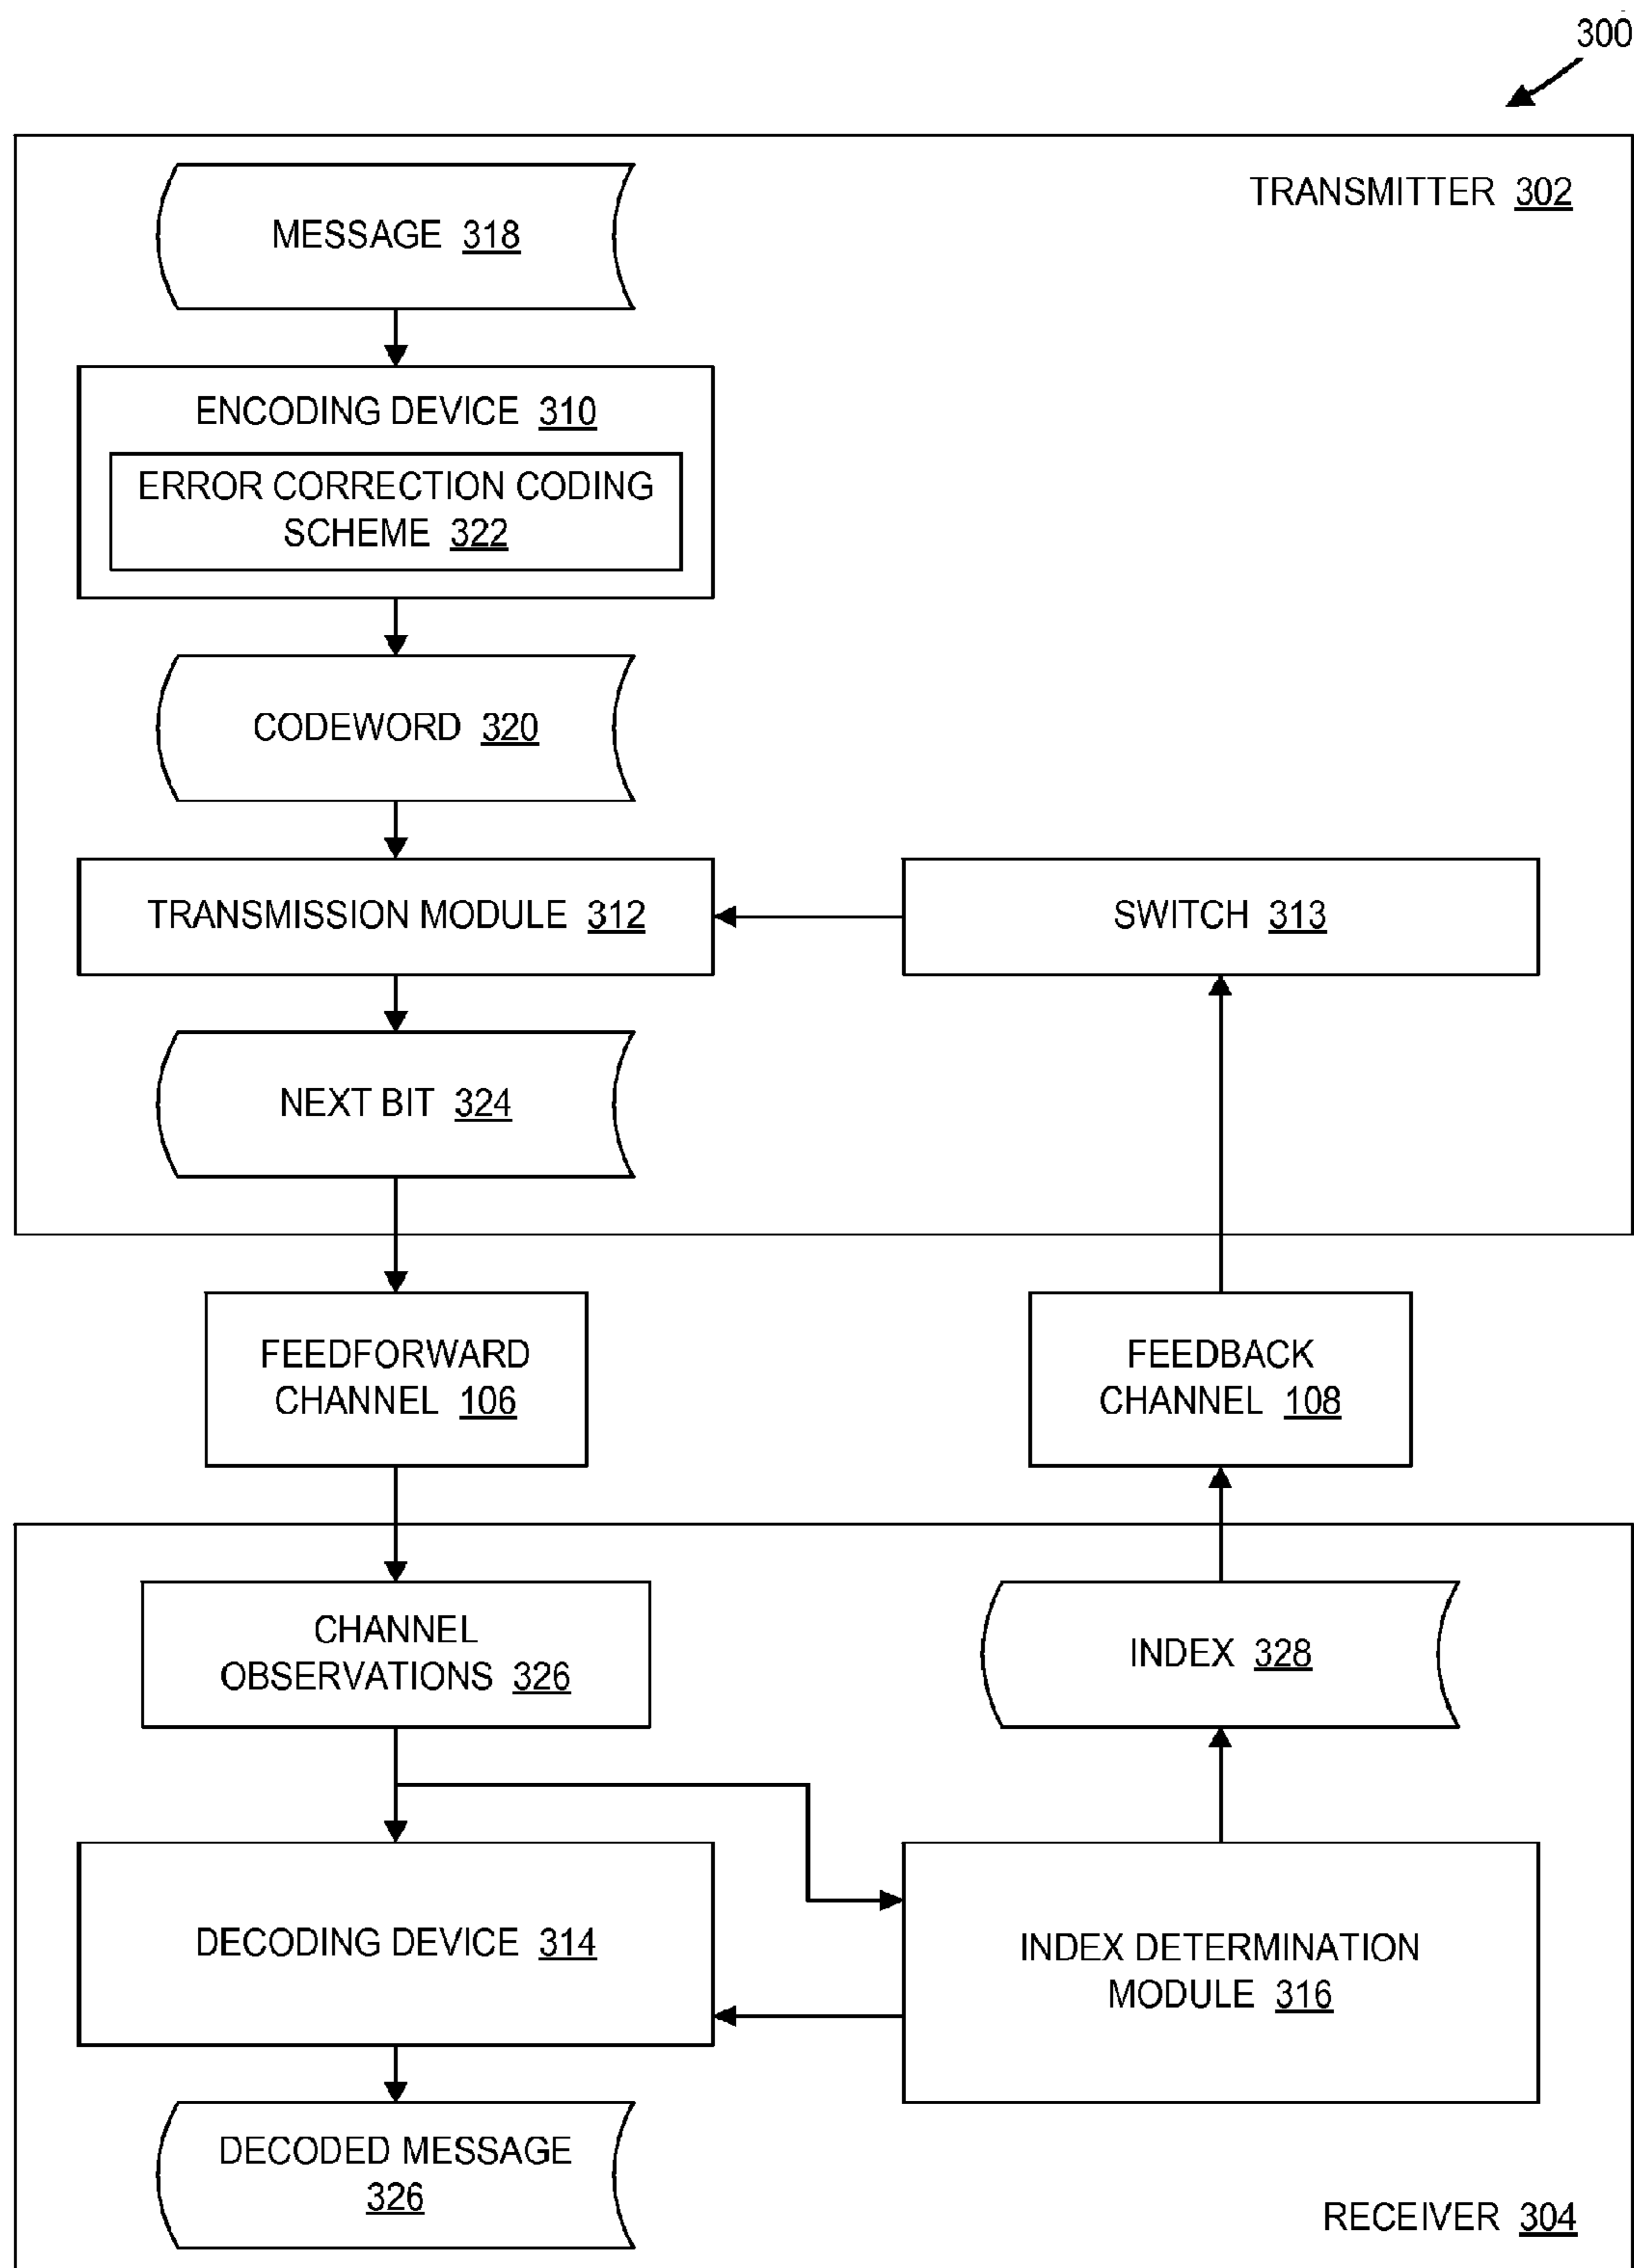 300
TRANSMITTER 302
MESSAGE 318
ENCODING DEVICE 310
ERROR CORRECTION CODING
SCHEME 322
CODEWORD 320
TRANSMISSION MODULE 312
SWITCH 313
NEXT BIT 324
FEEDFORWARD
CHANNEL 106
FEEDBACK
CHANNEL 108
CHANNEL
OBSERVATIONS 326
INDEX 328
DECODING DEVICE 314
INDEX DETERMINATION
MODULE 316
DECODED MESSAGE
326
RECEIVER 304